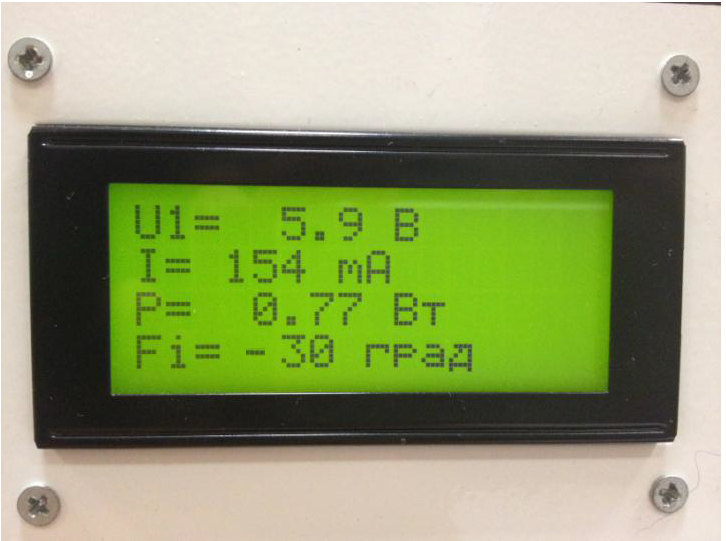 U1= 5.9 В
I= 154 mA
P= 0.77 Вт
Fi= -30 град